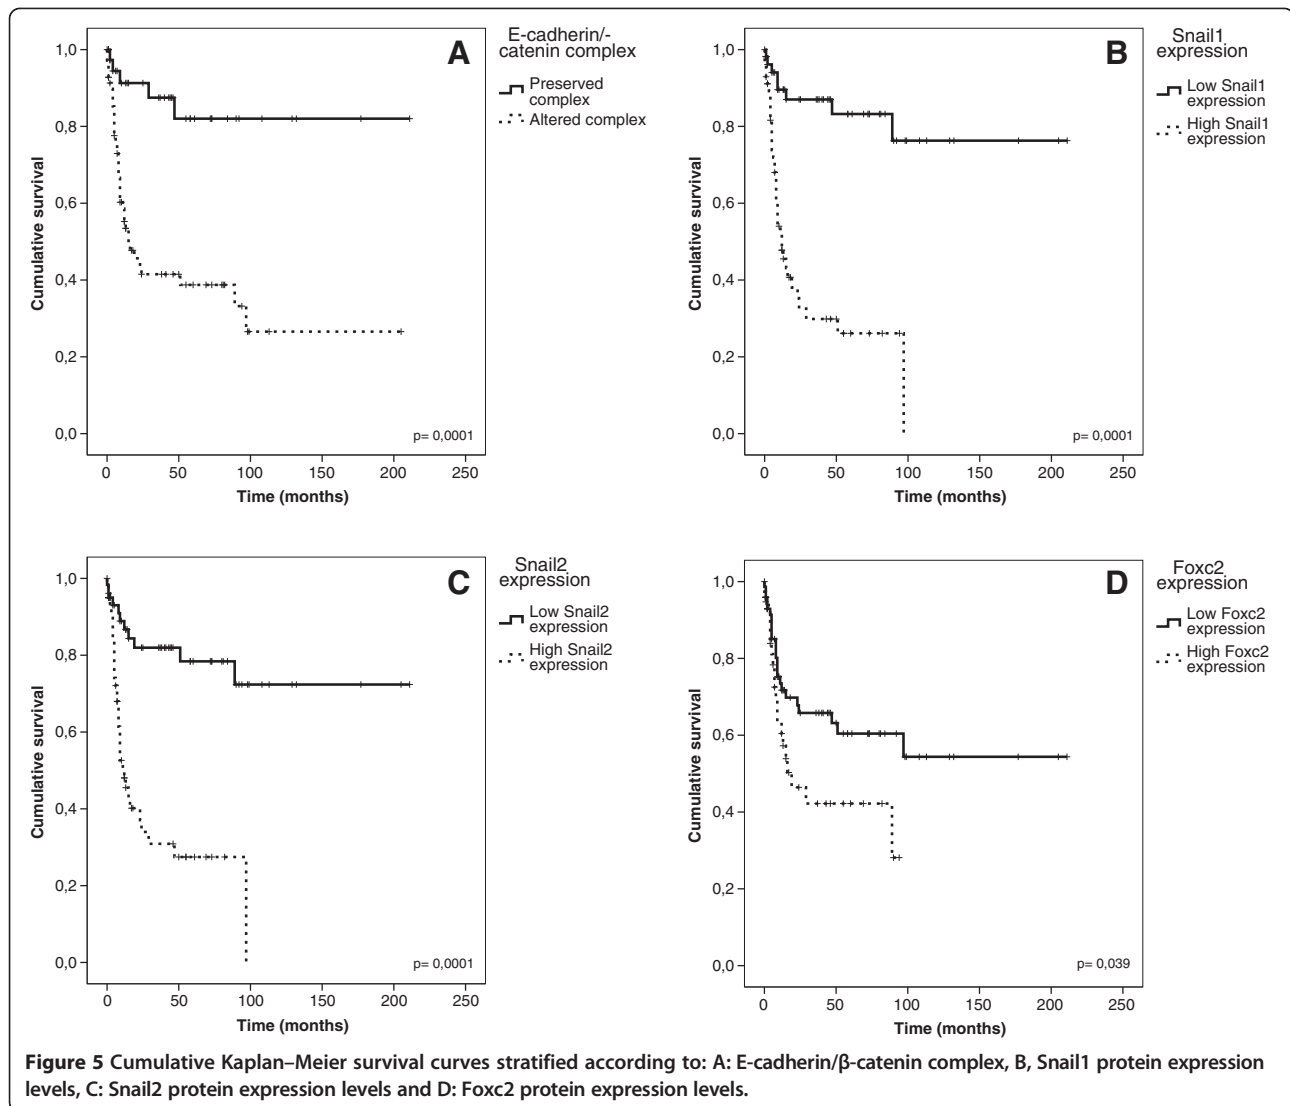 A
E-cadherin/-
catenin complex
Preserved
complex
Altered complex
Cumulative survival
1,0
0,8
0,6
0,4
0,2
0,0
p= 0,0001
0 50 100 150 200 250
Time (months)
B
Snail1
expression
Low Snail1
expression
High Snail1
expression
Cumulative survival
1,0
0,8
0,6
0,4
0,2
0,0
p= 0,0001
0 50 100 150 200 250
Time (months)
C
Snail2
expression
Low Snail2
expression
High Snail2
expression
Cumulative survival
1,0
0,8
0,6
0,4
0,2
0,0
p= 0,0001
0 50 100 150 200 250
Time (months)
D
Foxc2
expression
Low Foxc2
expression
High Foxc2
expression
Cumulative survival
1,0
0,8
0,6
0,4
0,2
0,0
p= 0,039
0 50 100 150 200 250
Time (months)
Figure 5 Cumulative Kaplan–Meier survival curves stratified according to: A: E-cadherin/β-catenin complex, B, Snail1 protein expression
levels, C: Snail2 protein expression levels and D: Foxc2 protein expression levels.